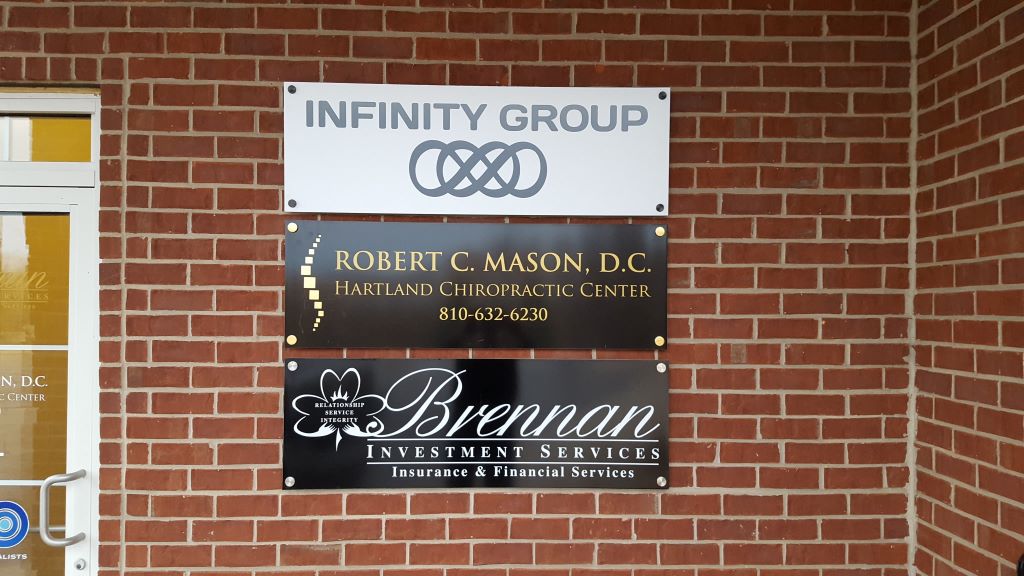 INFINITY GROUP
ROBERT C. MASON, D.C.
HARTLAND CHIROPRACTIC CENTER
810-632-6230
RELATIONSHIP
SERVICE
INTEGRITY
Brennan
INVESTMENT SERVICES
Insurance & Financial Services
N, D.C.
CENTER
ALISTS